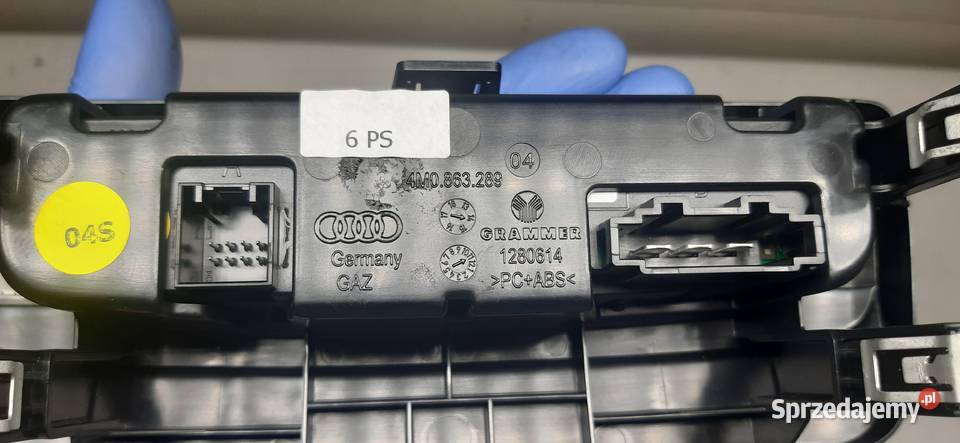 6 PS
04
4M0.863.289
04S
A
GRAMMER
Germany
1280614
GAZ
>PC+ABS<
Sprzedajemy.pl